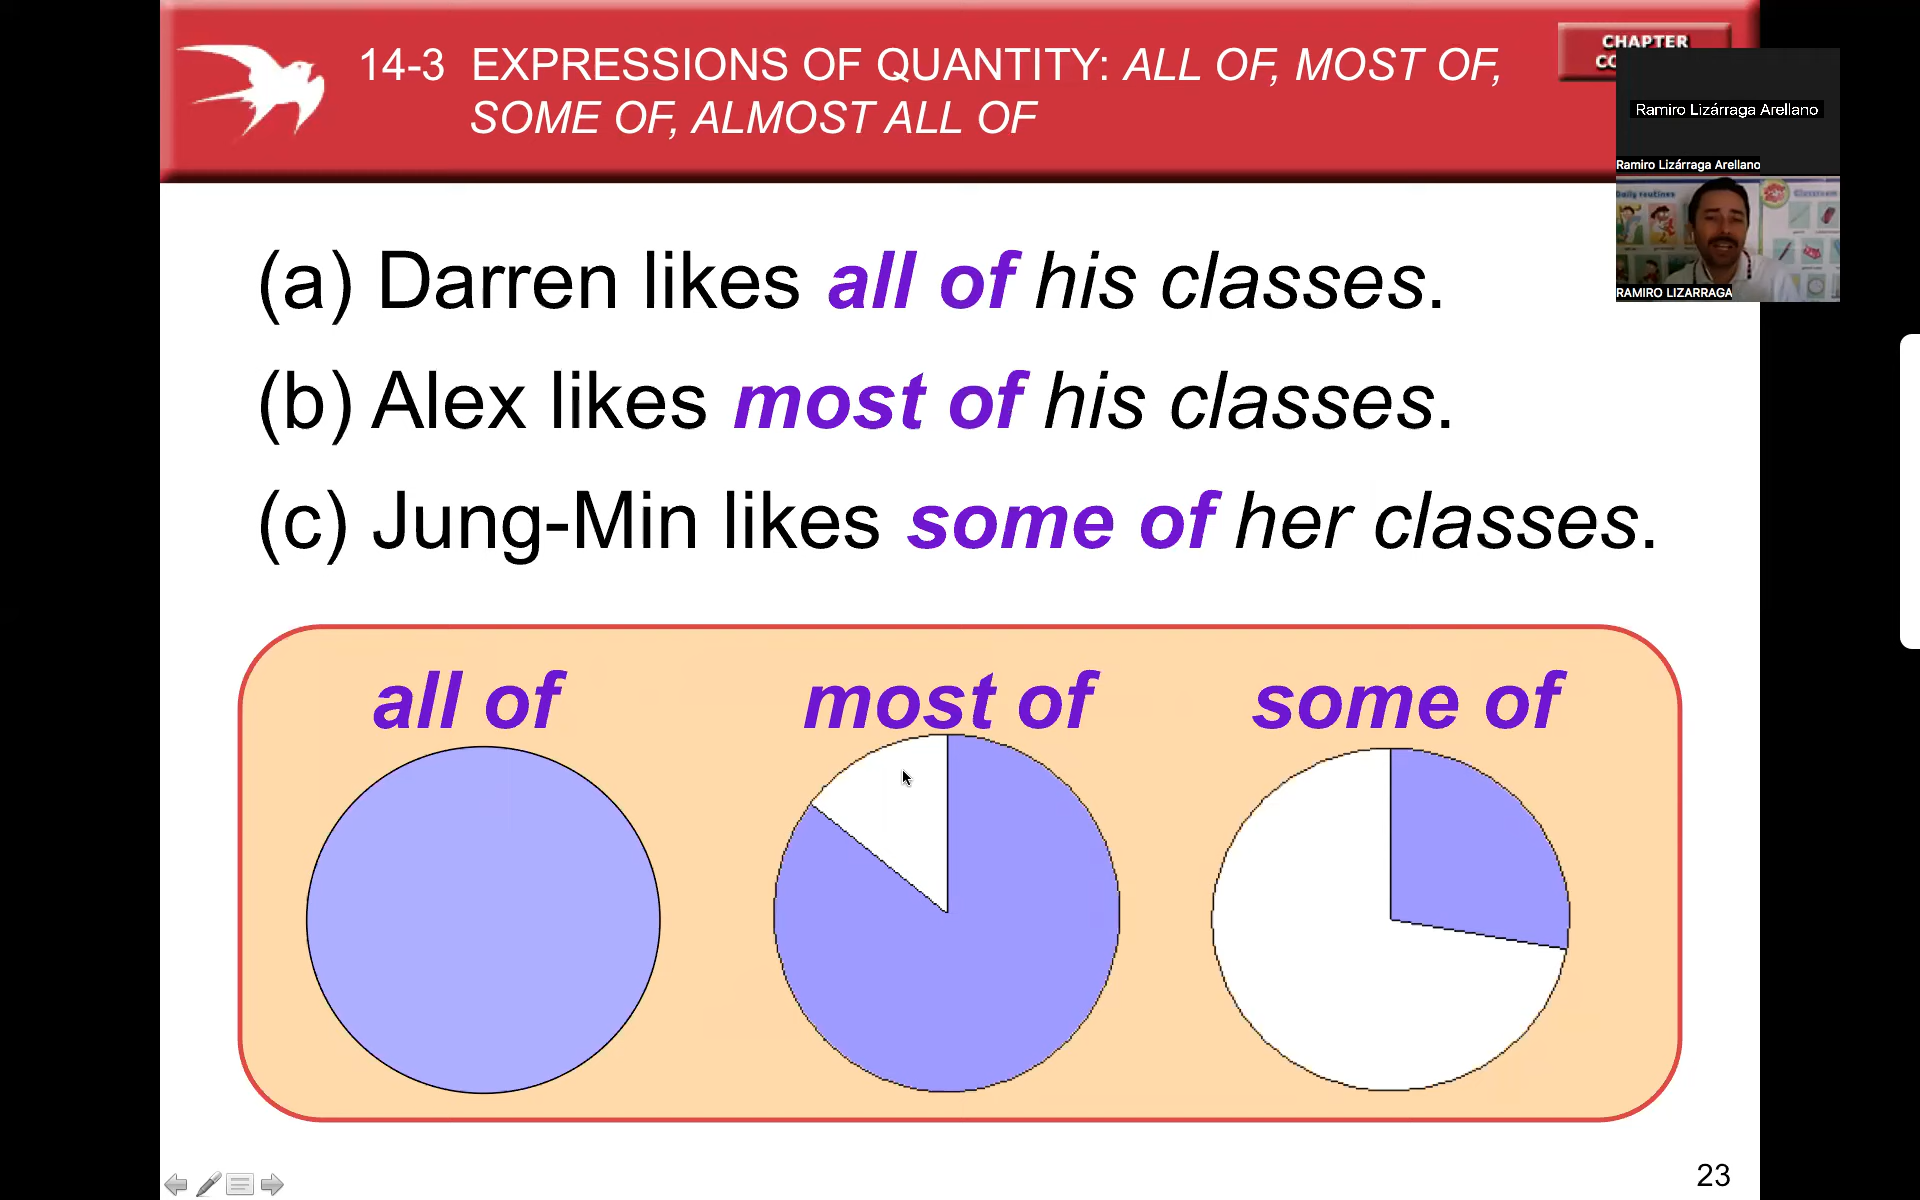 14-3 EXPRESSIONS OF QUANTITY: ALL OF, MOST OF,
SOME OF, ALMOST ALL OF
CHAPTER
Ramiro Lizárraga Arellano
Ramiro Lizárraga Arellano
Daily routines
RAMIRO LIZARRAGA
(a) Darren likes all of his classes.
(b) Alex likes most of his classes.
(c) Jung-Min likes some of her classes.
all of
most of
some of
23